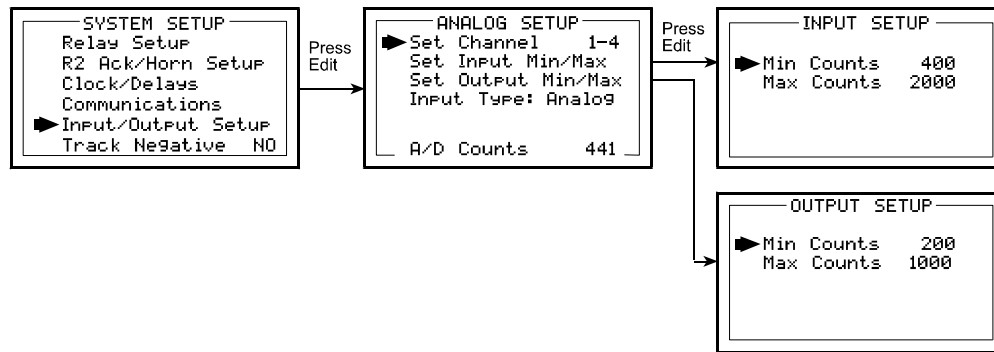 SYSTEM SETUP
Relay Setup
R2 Ack/Horn Setup
Clock/Delays
Communications
Input/Output Setup
Track Negative NO
Press
Edit
ANALOG SETUP
Set Channel 1-4
Set Input Min/Max
Set Output Min/Max
Input Type: Analog
A/D Counts 441
Press
Edit
INPUT SETUP
Min Counts 400
Max Counts 2000
OUTPUT SETUP
Min Counts 200
Max Counts 1000